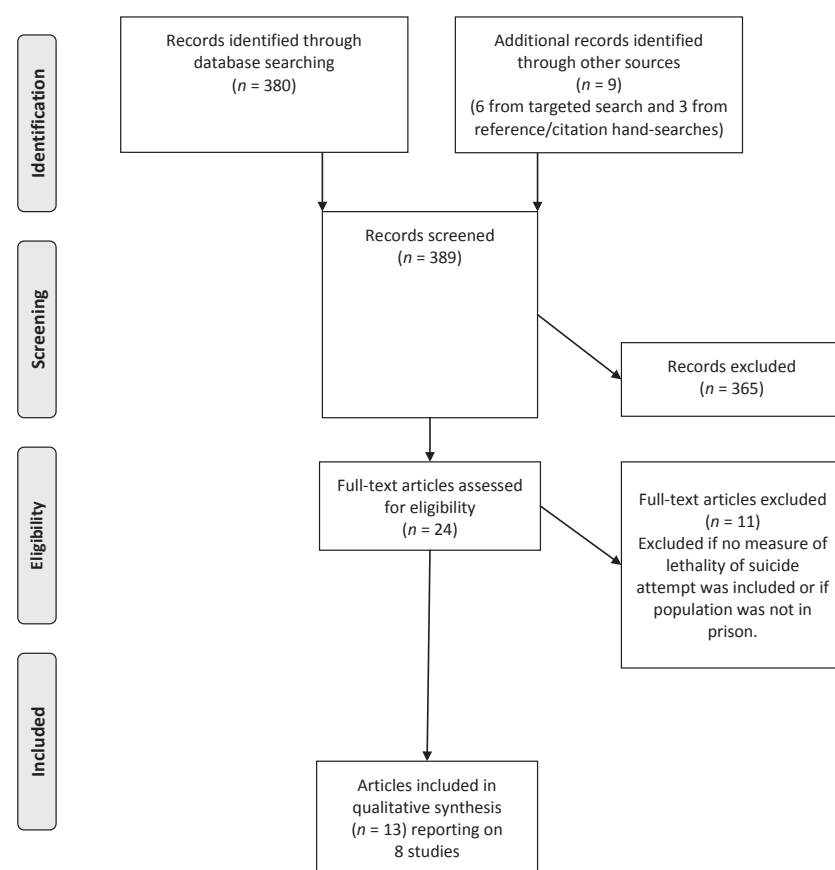 Identification
Records identified through
database searching
(n = 380)
Additional records identified
through other sources
(n = 9)
(6 from targeted search and 3 from
reference/citation hand-searches)
Screening
Records screened
(n = 389)
Records excluded
(n = 365)
Eligibility
Full-text articles assessed
for eligibility
(n = 24)
Full-text articles excluded
(n = 11)
Excluded if no measure of
lethality of suicide
attempt was included or if
population was not in
prison.
Included
Articles included in
qualitative synthesis
(n = 13) reporting on
8 studies